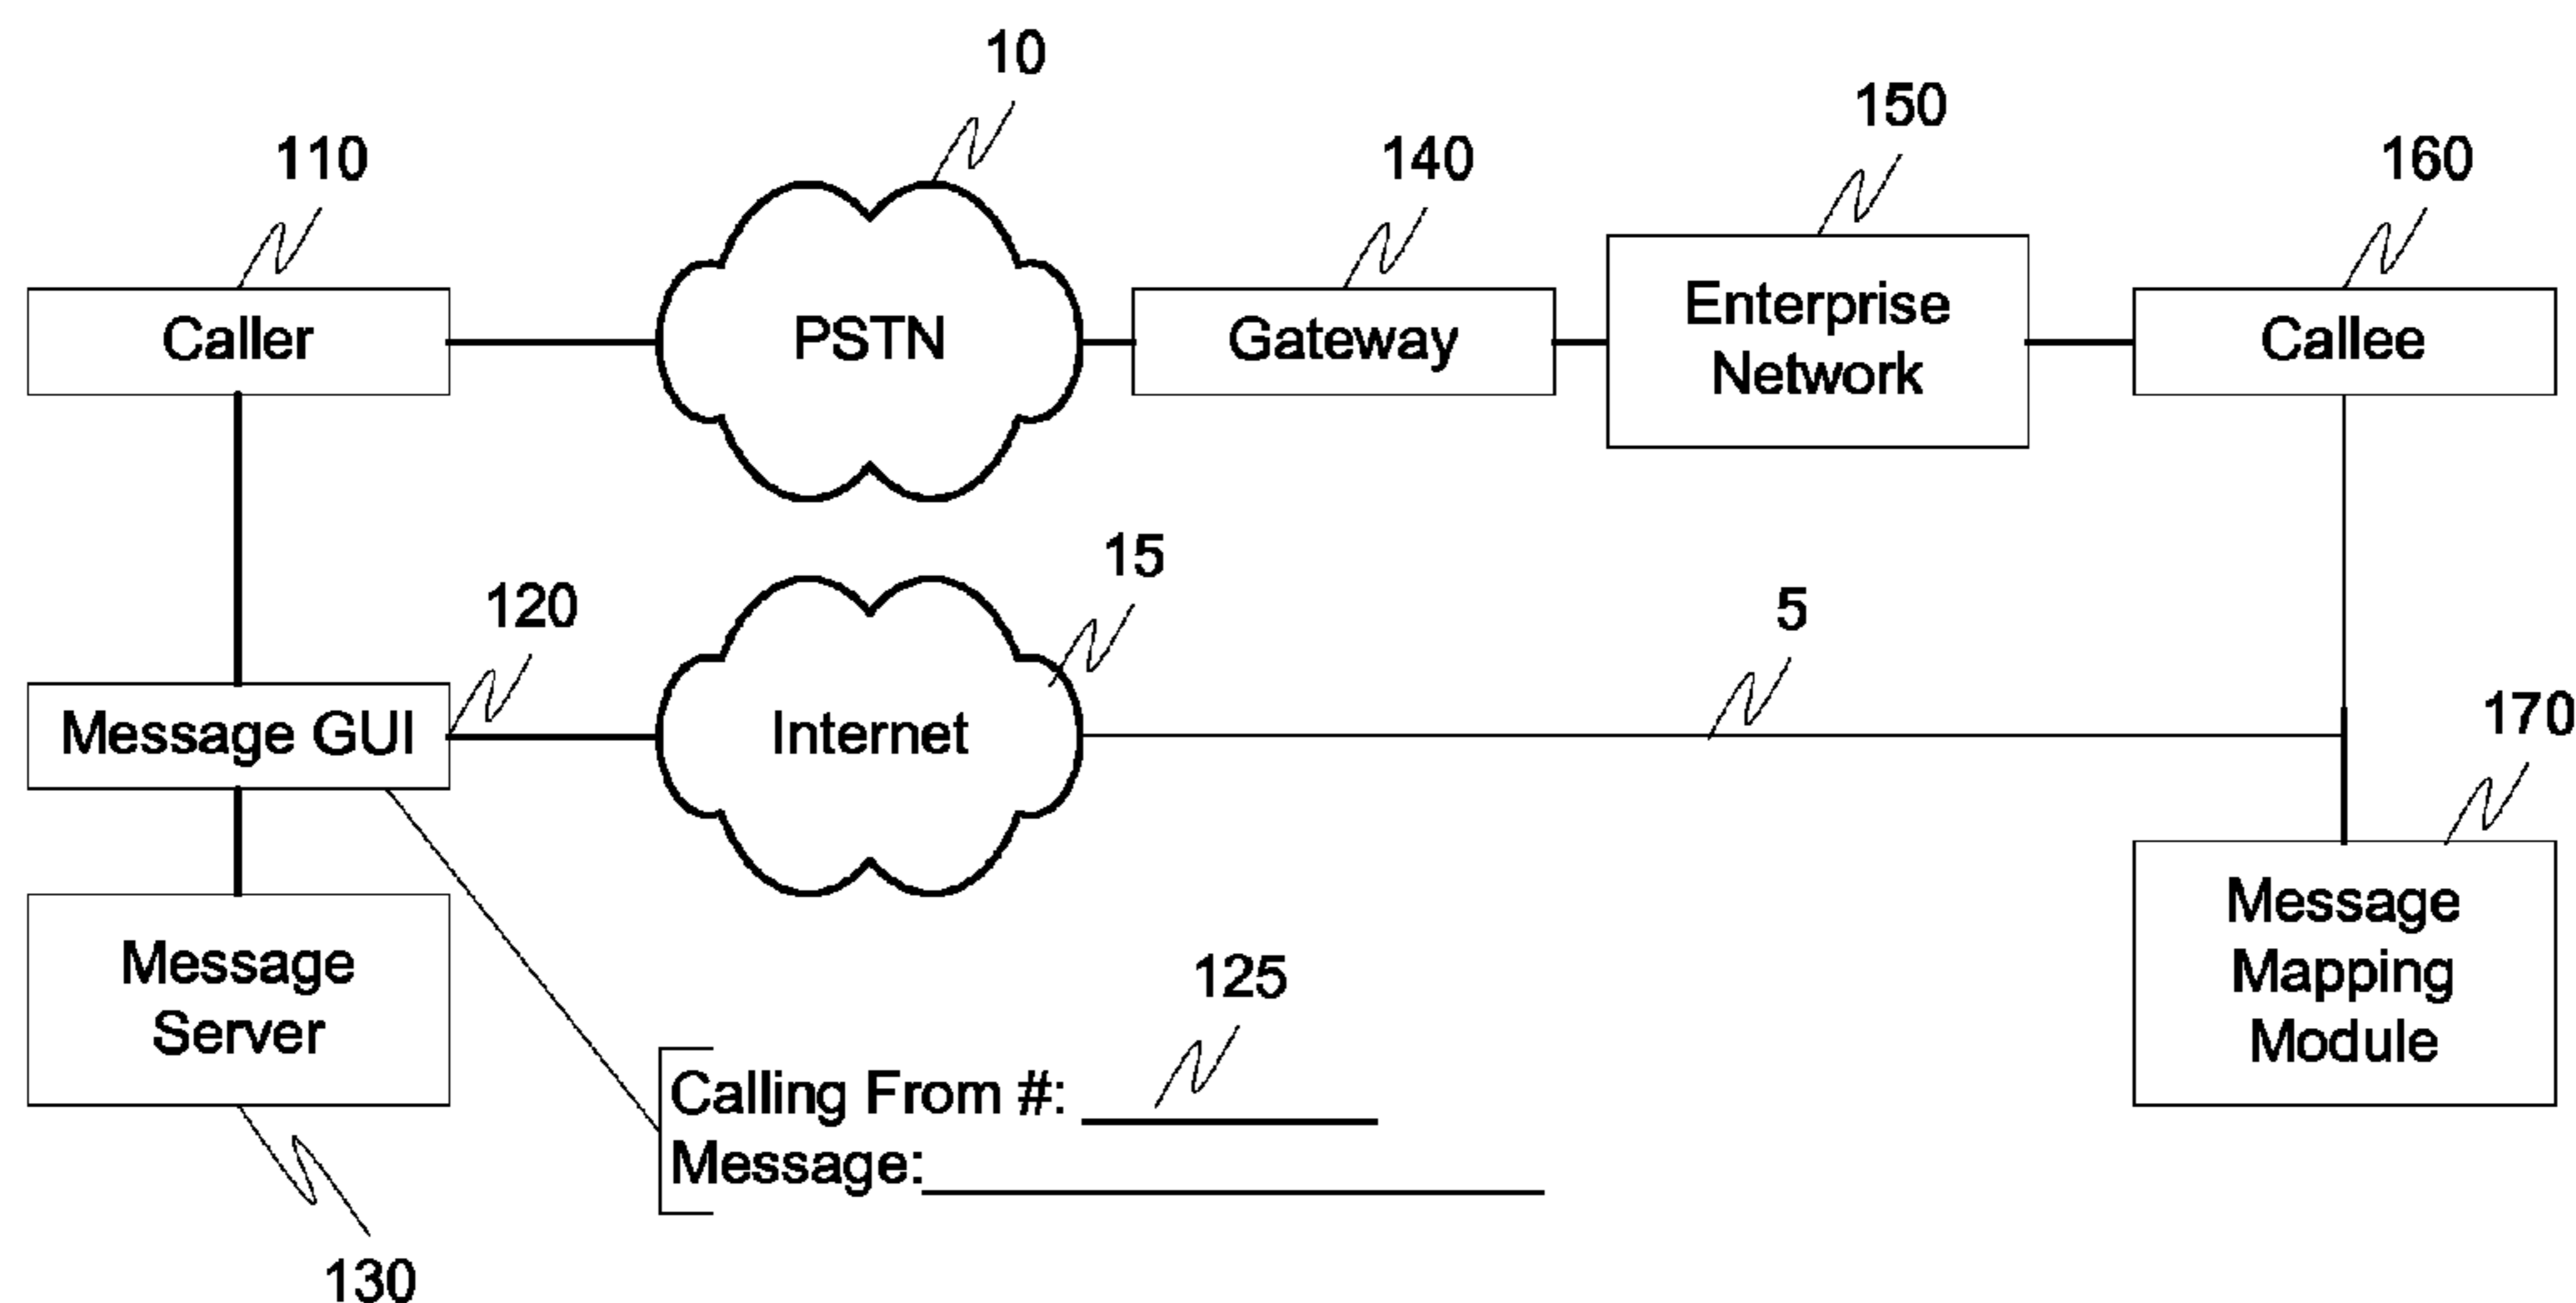 10
150
110
140
160
Caller
PSTN
Gateway
Enterprise
Network
Callee
15
120
5
170
Message GUI
Internet
Message
Server
Message
Mapping
Module
125
Calling From #:
Message:
130